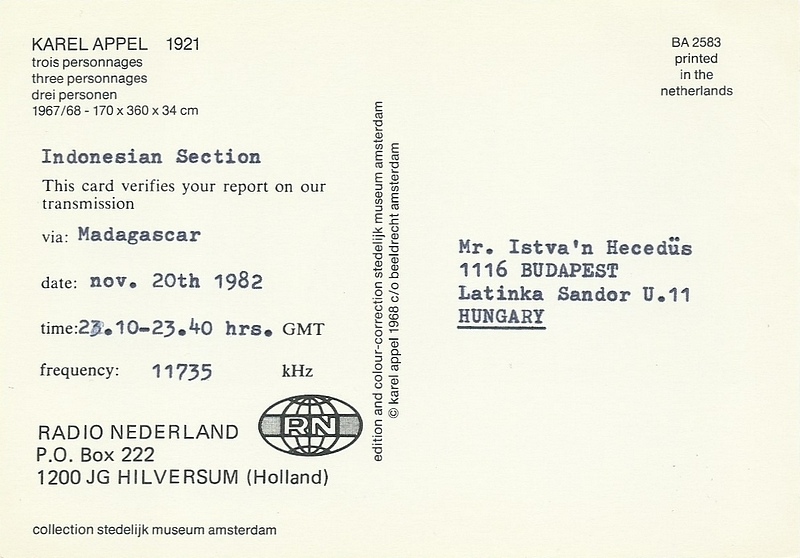 KAREL APPEL 1921
trois personnages
three personnages
drei personen
1967/68 - 170 x 360 x 34 cm
BA 2583
printed
in the
netherlands
Indonesian Section
This card verifies your report on our
transmission
via: Madagascar
date: nov. 20th 1982
time: 23.10-23.40 hrs. GMT
frequency: 11735 kHz
RADIO NEDERLAND
P.O. Box 222
1200 JG HILVERSUM (Holland)
RN
collection stedelijk museum amsterdam
edition and colour-correction stedelijk museum amsterdam
© karel appel 1968 c/o beeldrecht amsterdam
Mr. Istva'n Hecedüs
1116 BUDAPEST
Latinka Sandor U.11
HUNGARY